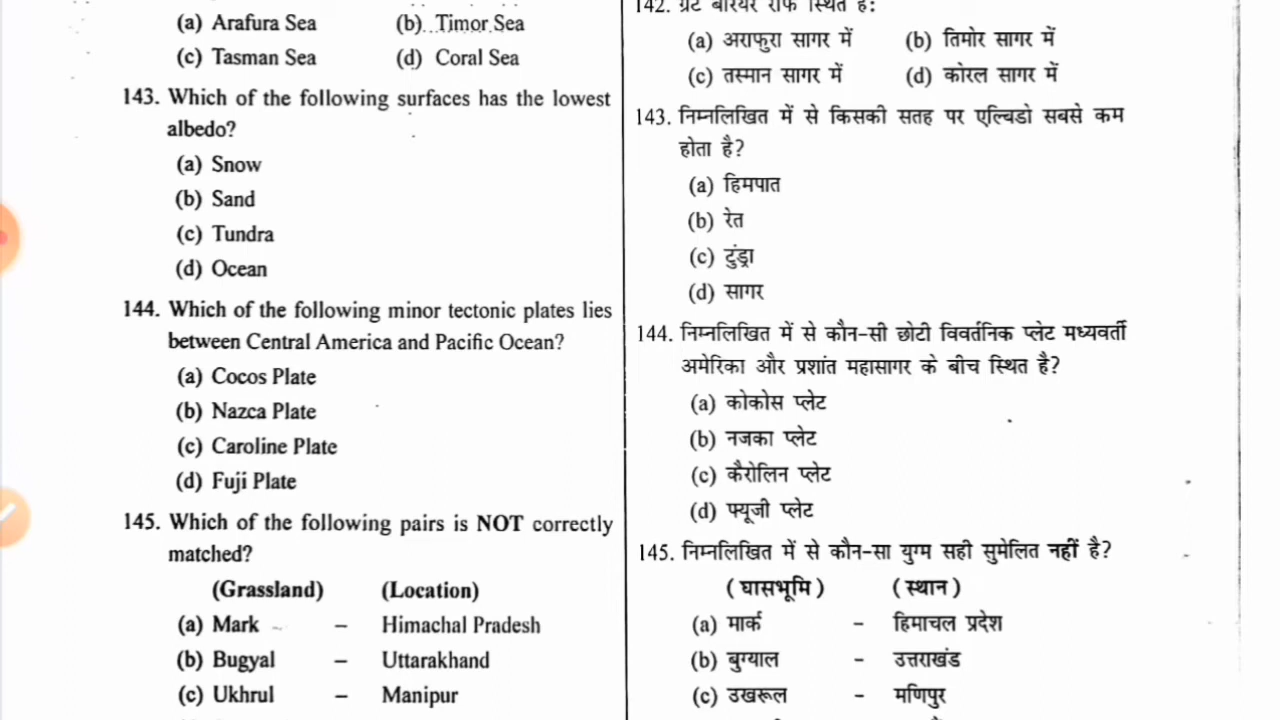 (a) Arafura Sea (b) Timor Sea
(c) Tasman Sea (d) Coral Sea
143. Which of the following surfaces has the lowest
albedo?
(a) Snow
(b) Sand
(c) Tundra
(d) Ocean
144. Which of the following minor tectonic plates lies
between Central America and Pacific Ocean?
(a) Cocos Plate
(b) Nazca Plate
(c) Caroline Plate
(d) Fuji Plate
145. Which of the following pairs is NOT correctly
matched?
(Grassland) (Location)
(a) Mark – Himachal Pradesh
(b) Bugyal – Uttarakhand
(c) Ukhrul – Manipur
142. ग्रेट बैरियर रीफ स्थित है:
(a) अराफुरा सागर में (b) तिमोर सागर में
(c) तस्मान सागर में (d) कोरल सागर में
143. निम्नलिखित में से किसकी सतह पर एल्बिडो सबसे कम
होता है?
(a) हिमपात
(b) रेत
(c) टुंड्रा
(d) सागर
144. निम्नलिखित में से कौन-सी छोटी विवर्तनिक प्लेट मध्यवर्ती
अमेरिका और प्रशांत महासागर के बीच स्थित है?
(a) कोकोस प्लेट
(b) नजका प्लेट
(c) कैरोलिन प्लेट
(d) फ्यूजी प्लेट
145. निम्नलिखित में से कौन-सा युग्म सही सुमेलित नहीं है?
(घासभूमि) (स्थान)
(a) मार्क – हिमाचल प्रदेश
(b) बुग्याल – उत्तराखंड
(c) उखरूल – मणिपुर